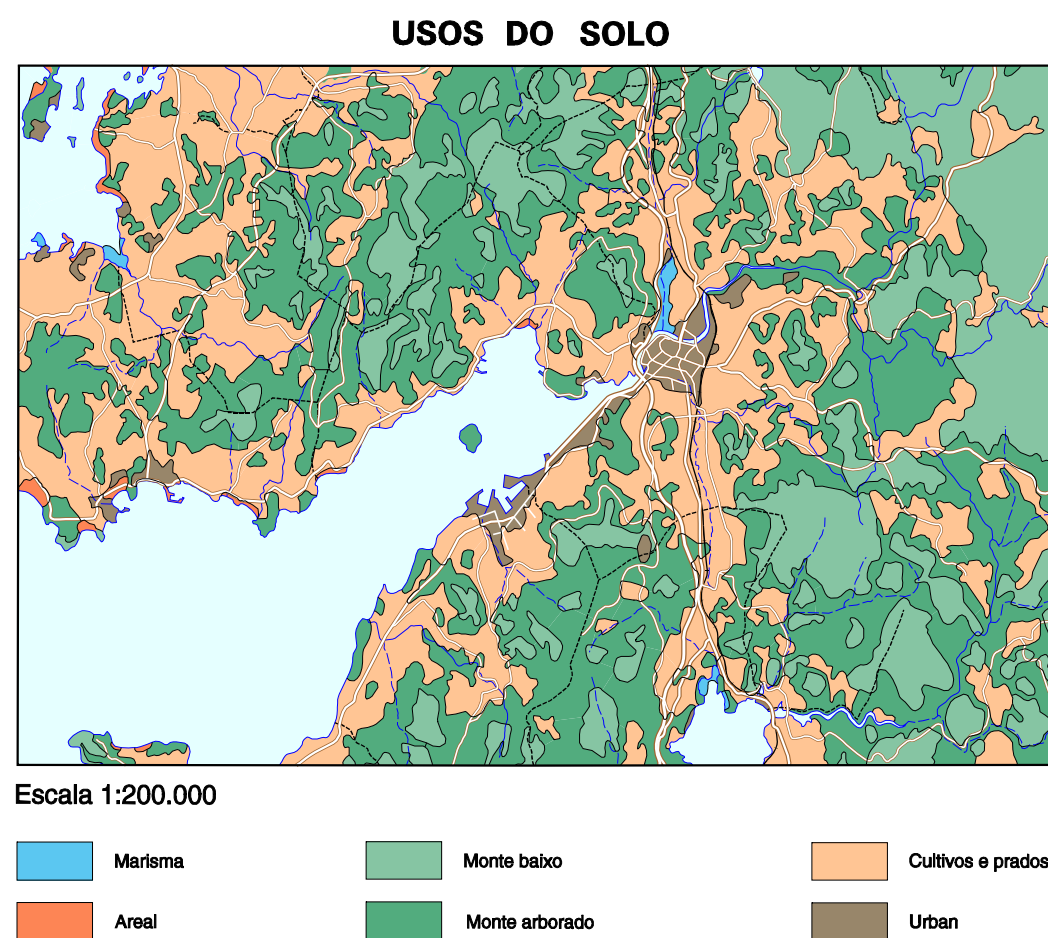 USOS DO SOLO
Escala 1:200.000
Marisma
Monte baixo
Cultivos e prados
Areal
Monte arborado
Urban